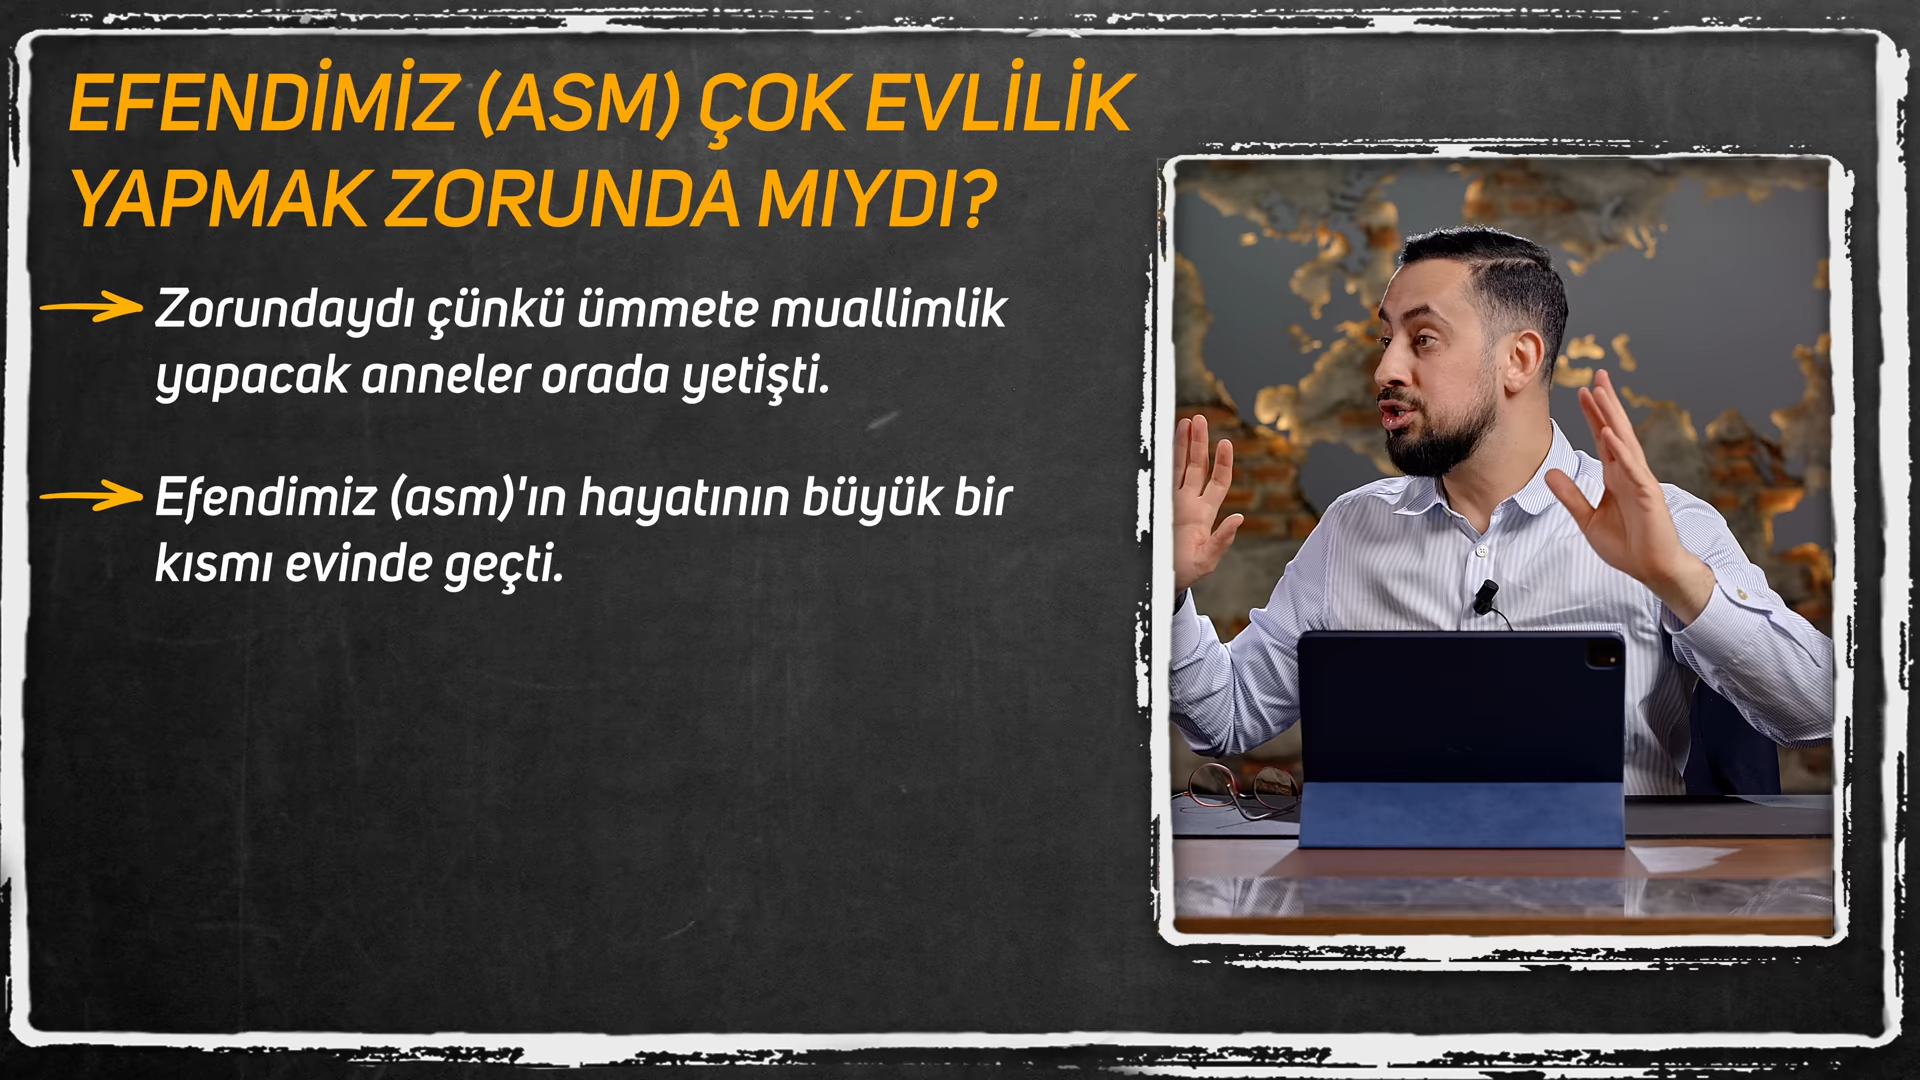 EFENDİMİZ (ASM) ÇOK EVLİLİK
YAPMAK ZORUNDA MIYDI?
Zorundaydı çünkü ümmete muallimlik
yapacak anneler orada yetişti.
Efendimiz (asm)'ın hayatının büyük bir
kısmı evinde geçti.